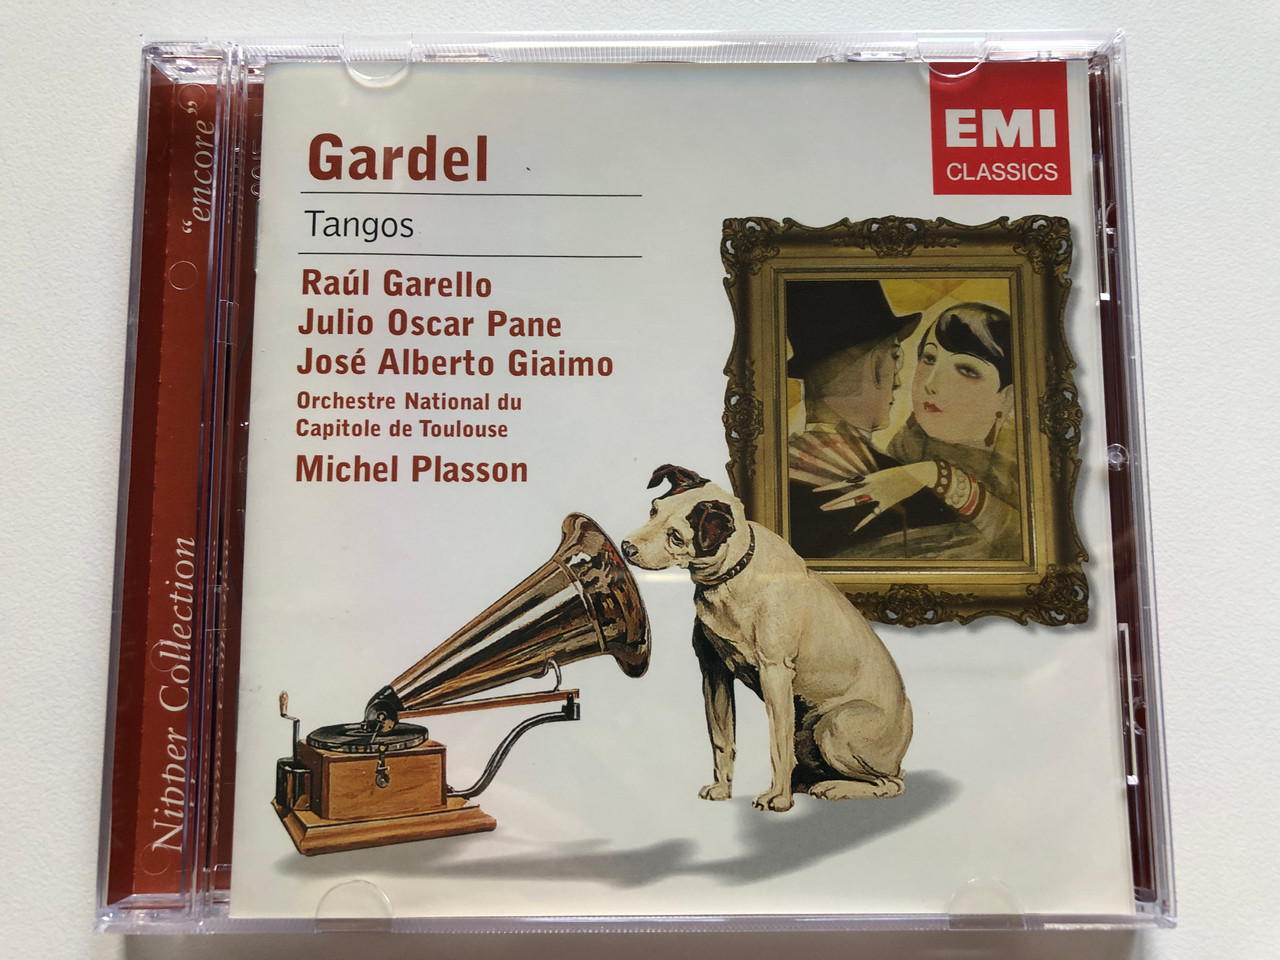 Gardel
Tangos
Raúl Garello
Julio Oscar Pane
José Alberto Giaimo
Orchestre National du
Capitole de Toulouse
Michel Plasson
EMI
CLASSICS
Nipper Collection "encore"